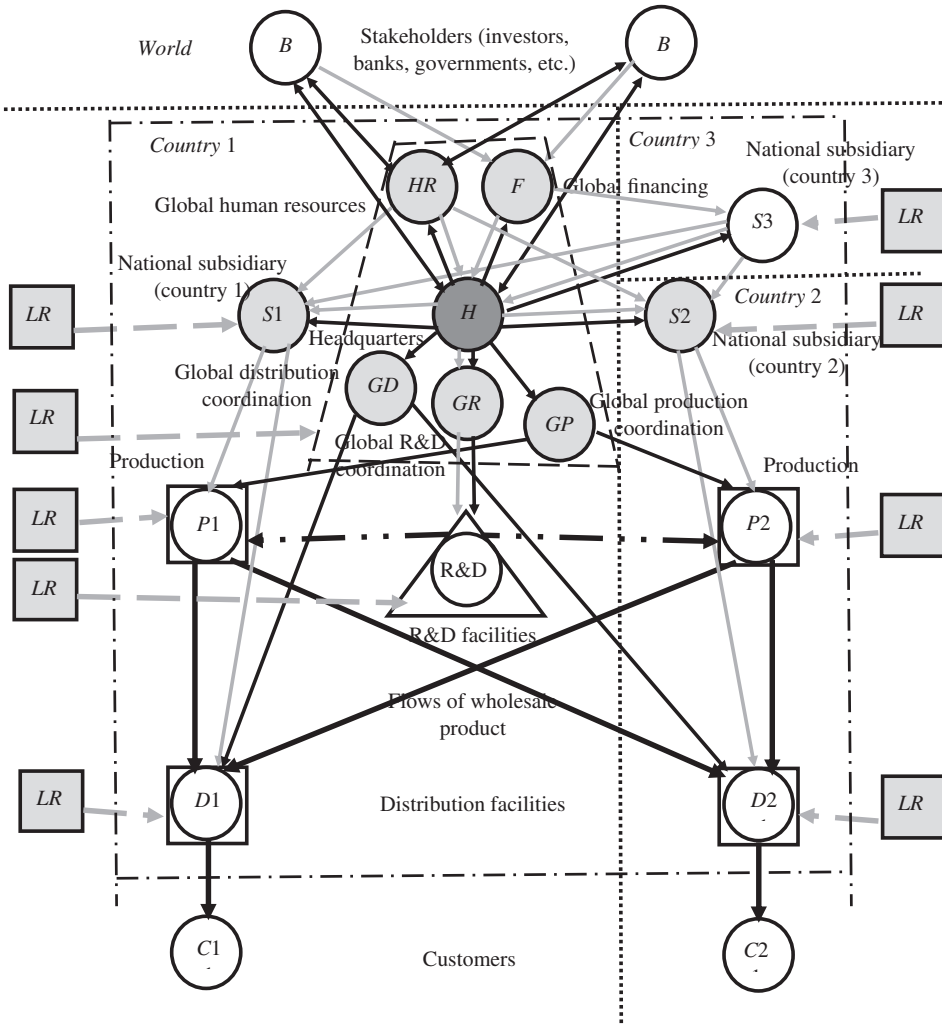 B
B
World
Stakeholders (investors,
banks, governments, etc.)
Country 1
Country 3
National subsidiary
(country 3)
HR
F
Global financing
Global human resources
S3
LR
National subsidiary
(country 1)
Country 2
LR
S1
H
S2
LR
Headquarters
National subsidiary
(country 2)
Global distribution
coordination
GD
GR
GP
Global production
coordination
LR
Global R&D
coordination
Production
Production
LR
P1
P2
LR
R&D
LR
R&D facilities
Flows of wholesale
product
LR
D1
Distribution facilities
D2
LR
C1
Customers
C2